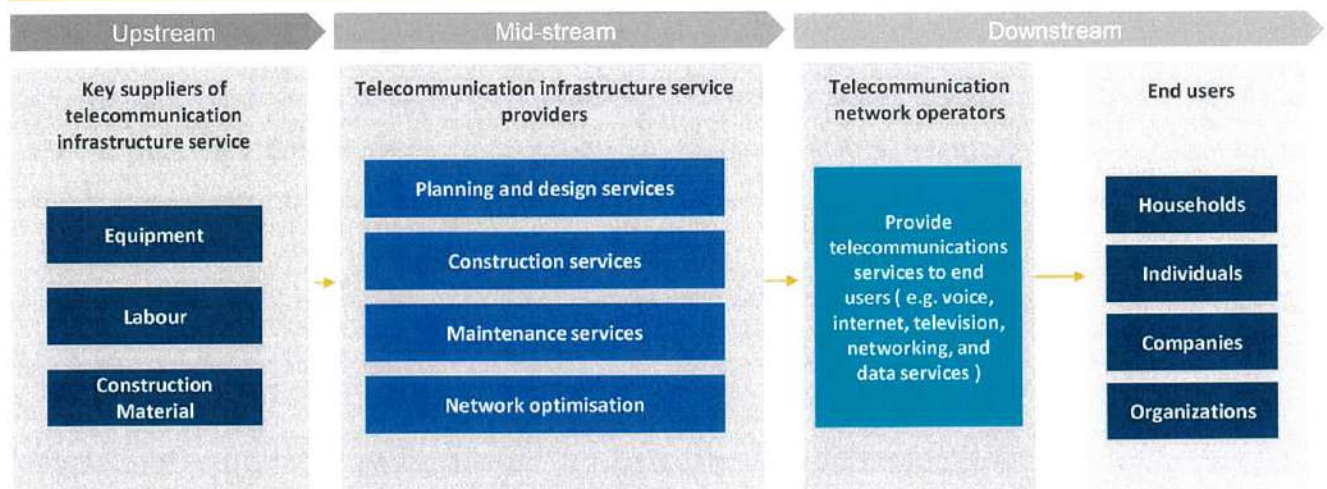 Upstream
Mid-stream
Downstream
Key suppliers of
telecommunication
infrastructure service
Equipment
Labour
Construction
Material
Telecommunication infrastructure service
providers
Planning and design services
Construction services
Maintenance services
Network optimisation
Telecommunication
network operators
Provide
telecommunications
services to end
users ( e.g. voice,
internet, television,
networking, and
data services )
End users
Households
Individuals
Companies
Organizations